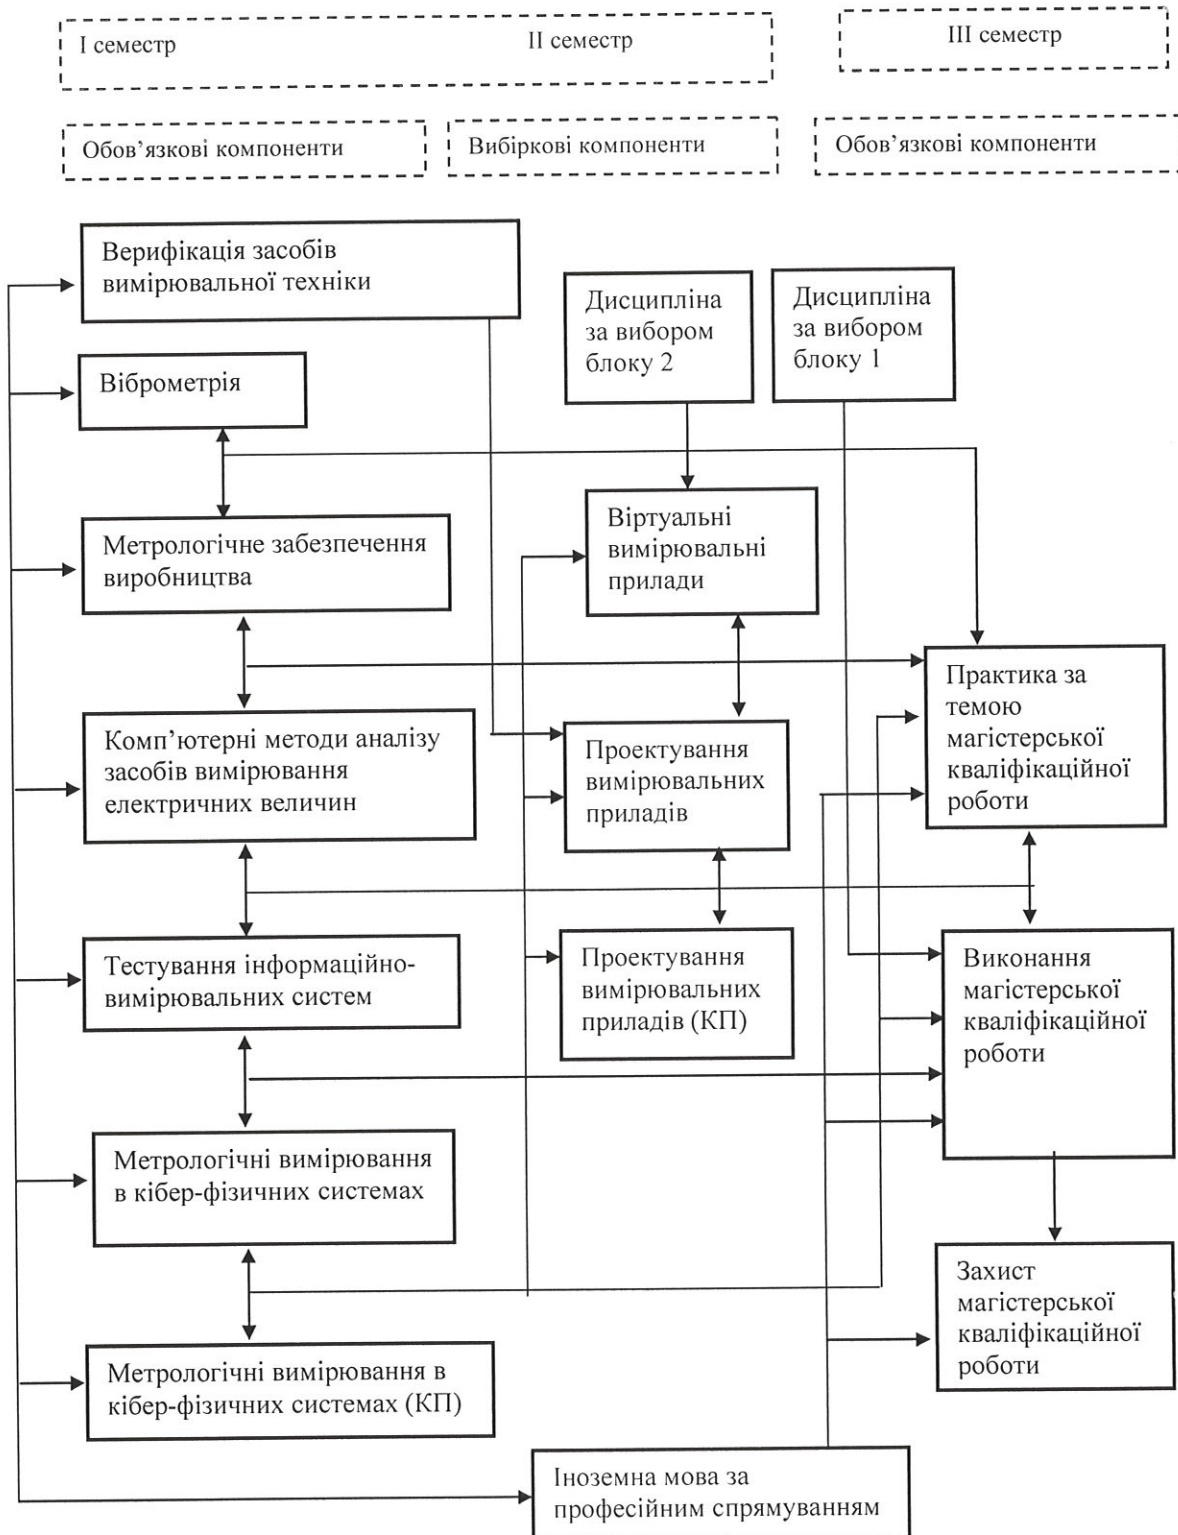 І семестр
ІІ семестр
ІІІ семестр
Обов’язкові компоненти
Вибіркові компоненти
Обов’язкові компоненти
Верифікація засобів
вимірювальної техніки
Дисципліна
за вибором
блоку 2
Дисципліна
за вибором
блоку 1
Віброметрія
Метрологічне забезпечення
виробництва
Віртуальні
вимірювальні
прилади
Практика за
темою
магістерської
кваліфікаційної
роботи
Комп’ютерні методи аналізу
засобів вимірювання
електричних величин
Проектування
вимірювальних
приладів
Тестування інформаційно-
вимірювальних систем
Проектування
вимірювальних
приладів (КП)
Виконання
магістерської
кваліфікаційної
роботи
Метрологічні вимірювання
в кібер-фізичних системах
Захист
магістерської
кваліфікаційної
роботи
Метрологічні вимірювання в
кібер-фізичних системах (КП)
Іноземна мова за
професійним спрямуванням